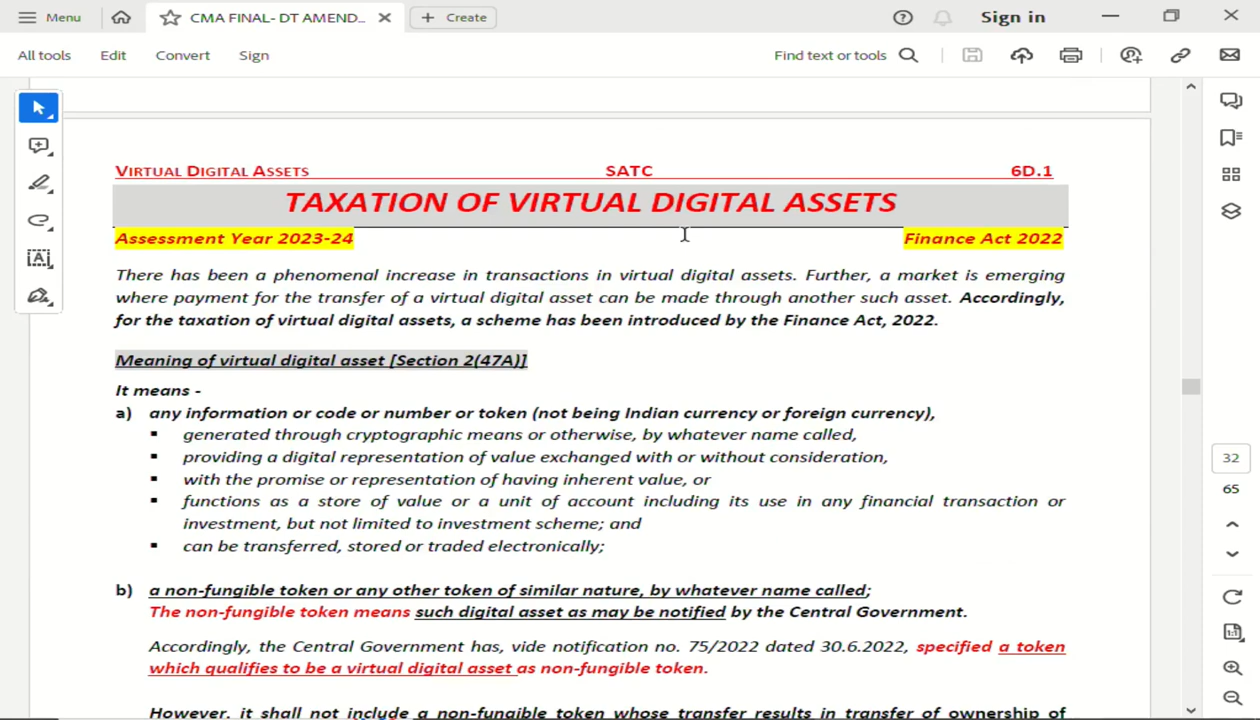 Menu
CMA FINAL- DT AMEND...
Create
Sign in
All tools
Edit
Convert
Sign
Find text or tools
VIRTUAL DIGITAL ASSETS SATC 6D.1
TAXATION OF VIRTUAL DIGITAL ASSETS
Assessment Year 2023-24 Finance Act 2022
There has been a phenomenal increase in transactions in virtual digital assets. Further, a market is emerging
where payment for the transfer of a virtual digital asset can be made through another such asset. Accordingly,
for the taxation of virtual digital assets, a scheme has been introduced by the Finance Act, 2022.
Meaning of virtual digital asset [Section 2(47A)]
It means -
a) any information or code or number or token (not being Indian currency or foreign currency),
▪ generated through cryptographic means or otherwise, by whatever name called,
▪ providing a digital representation of value exchanged with or without consideration,
▪ with the promise or representation of having inherent value, or
▪ functions as a store of value or a unit of account including its use in any financial transaction or
investment, but not limited to investment scheme; and
▪ can be transferred, stored or traded electronically;
b) a non-fungible token or any other token of similar nature, by whatever name called;
The non-fungible token means such digital asset as may be notified by the Central Government.
Accordingly, the Central Government has, vide notification no. 75/2022 dated 30.6.2022, specified a token
which qualifies to be a virtual digital asset as non-fungible token.
However, it shall not include a non-fungible token whose transfer results in transfer of ownership of
32
65
1:1